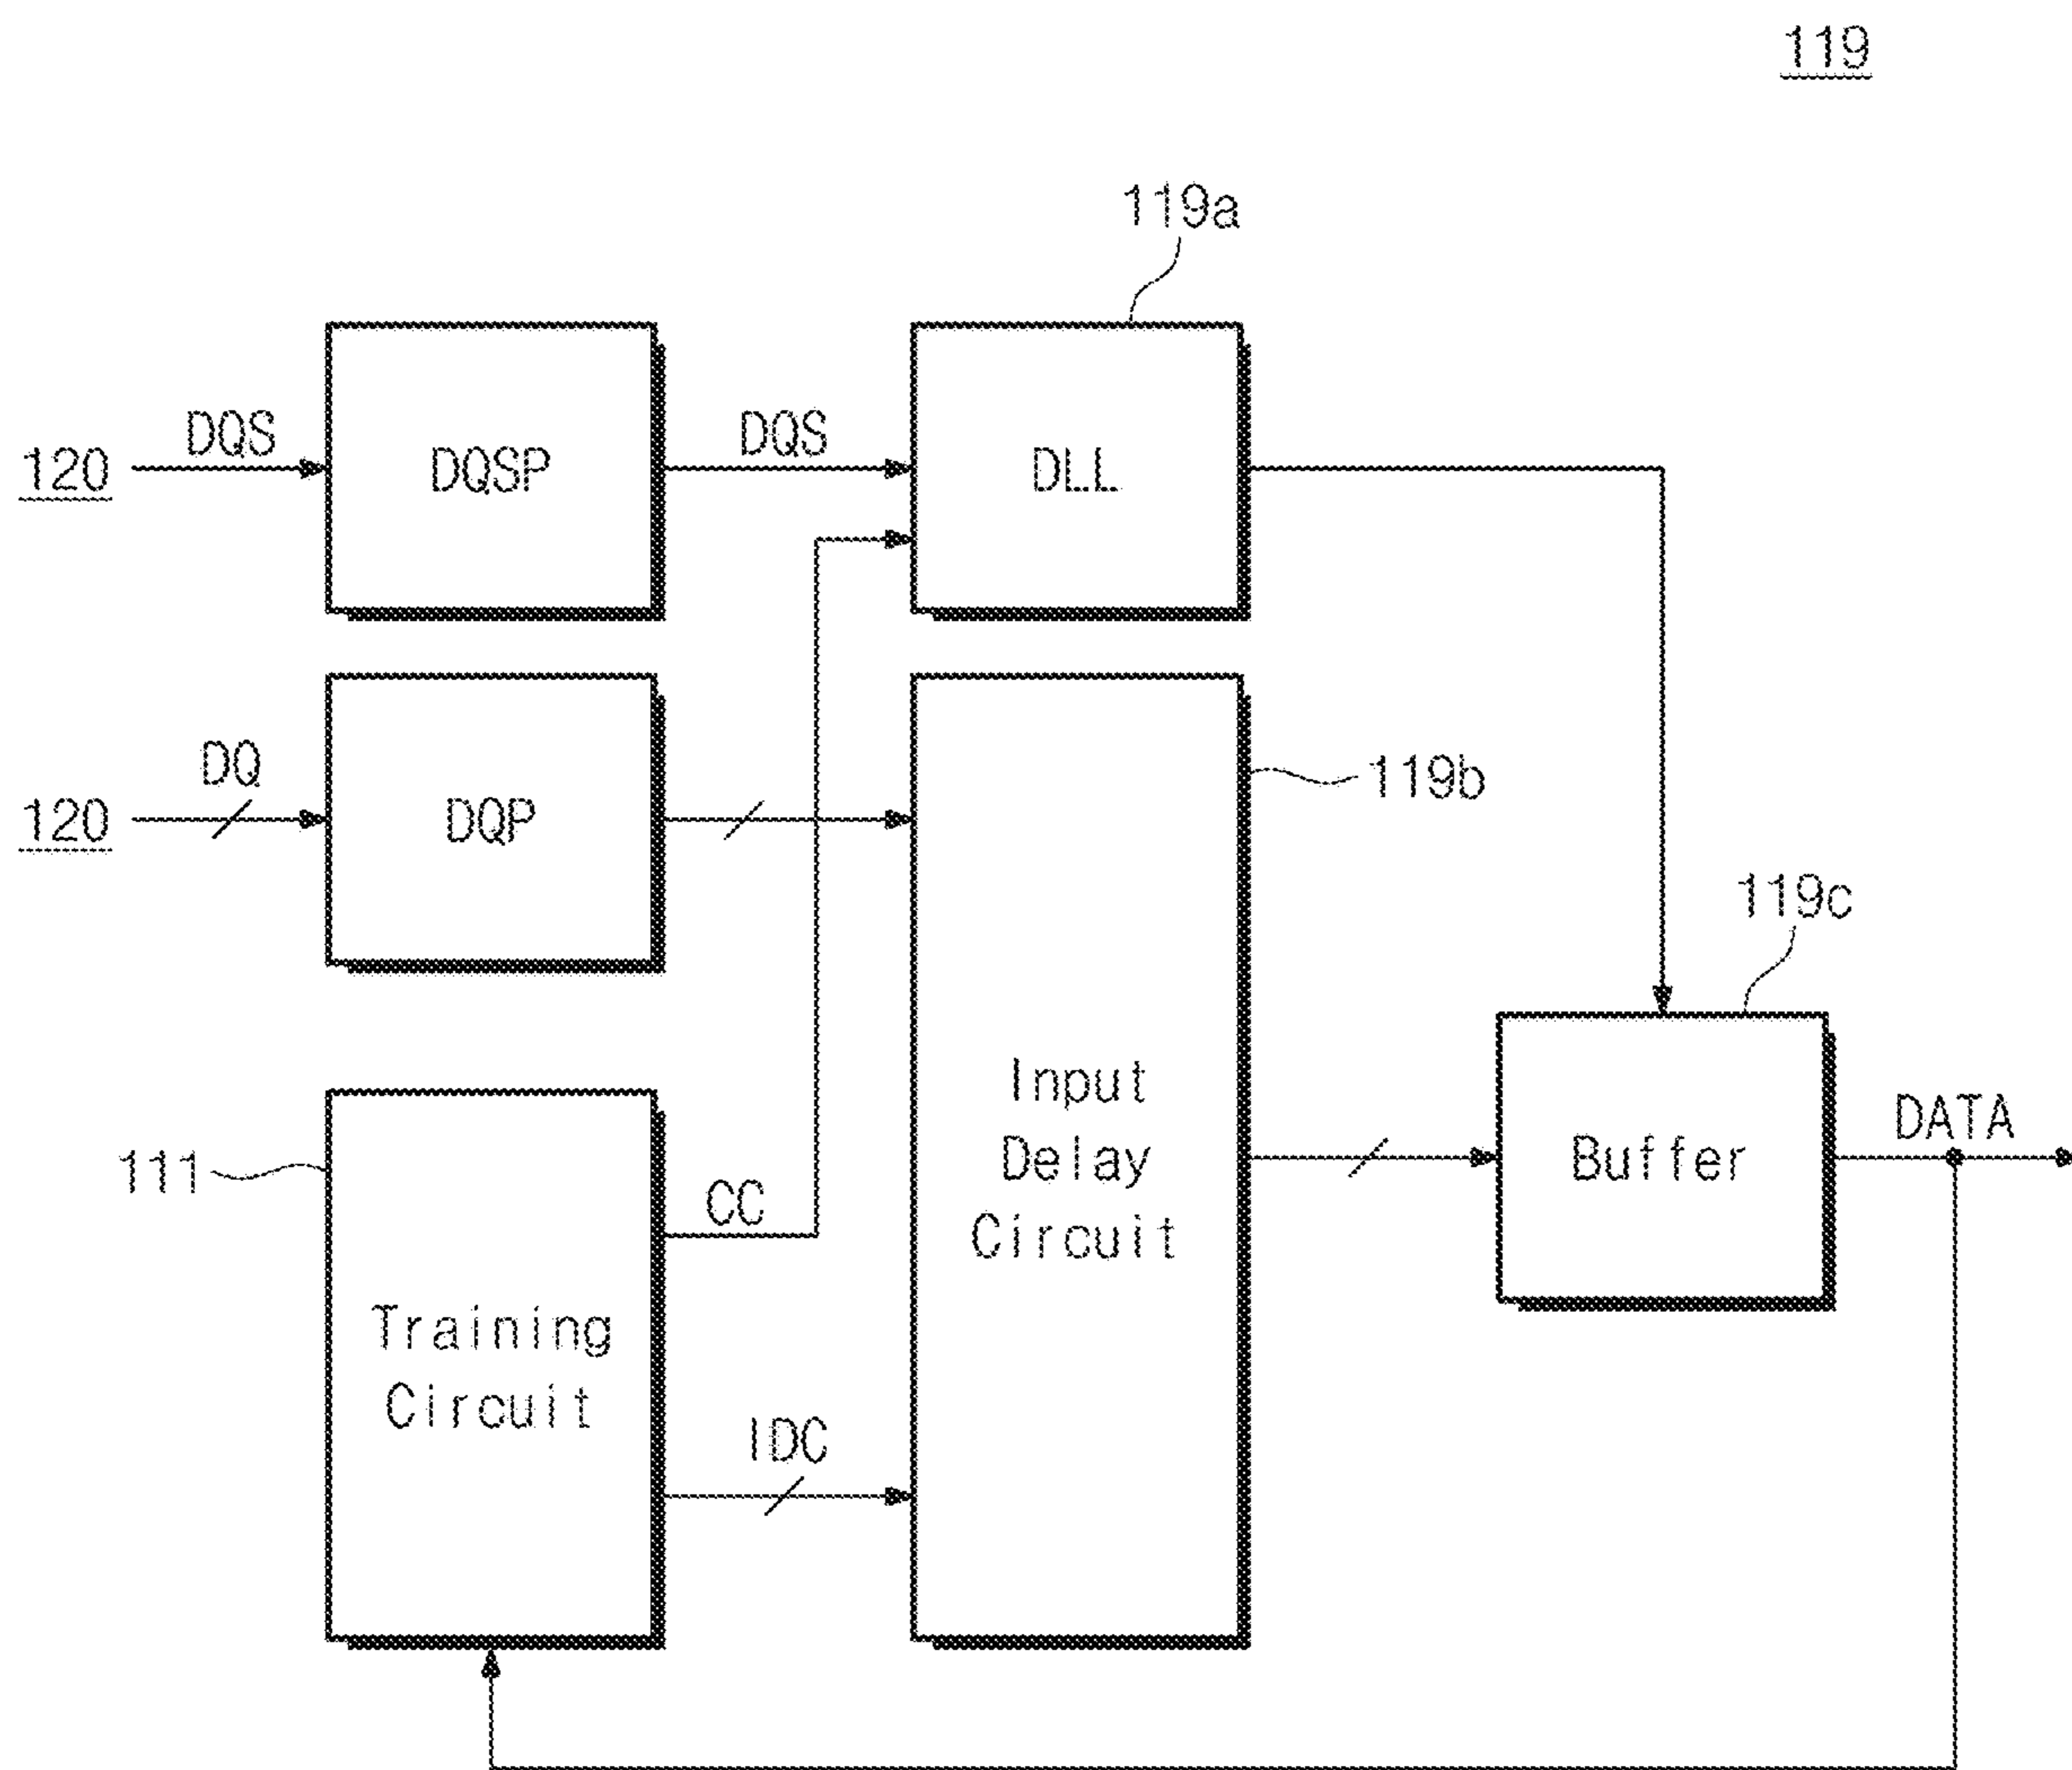 119
119a
DQS
120
DQSP
DQS
DLL
DQ
120
DQP
119b
119c
111
CC
Training
Circuit
IDC
Input
Delay
Circuit
Buffer
DATA